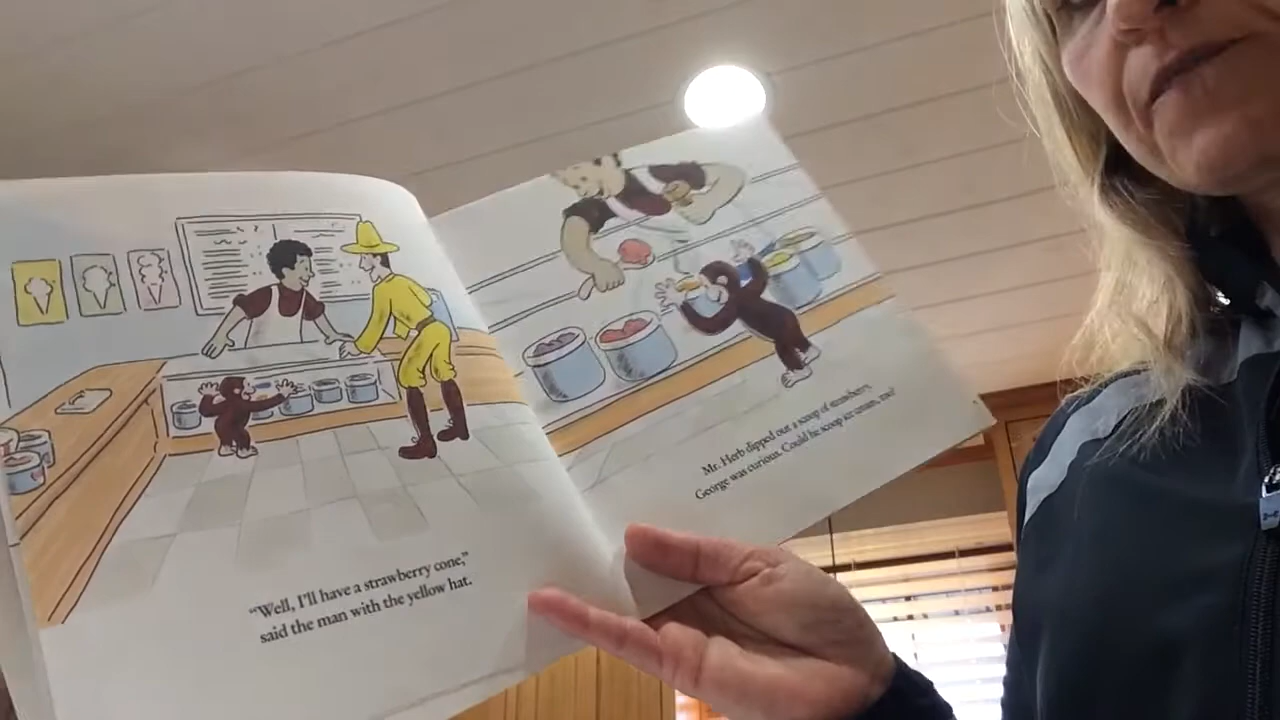 "Well, I'll have a strawberry cone,"
said the man with the yellow hat.
Mr. Herb dipped out a scoop of strawberry.
George was curious. Could he scoop ice cream, too?